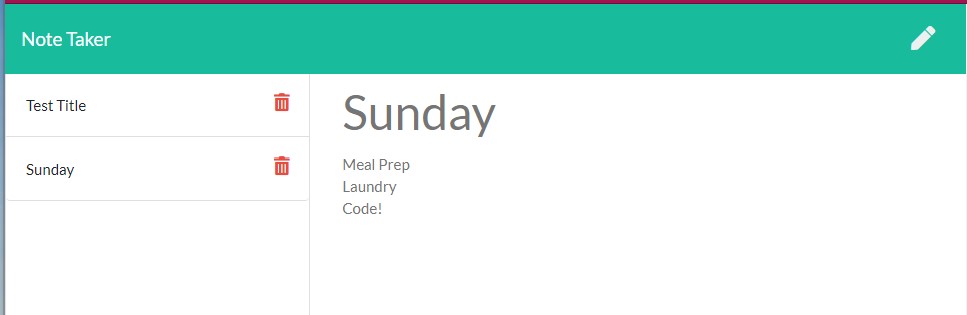 Note Taker
Test Title
Sunday
Sunday
Meal Prep
Laundry
Code!